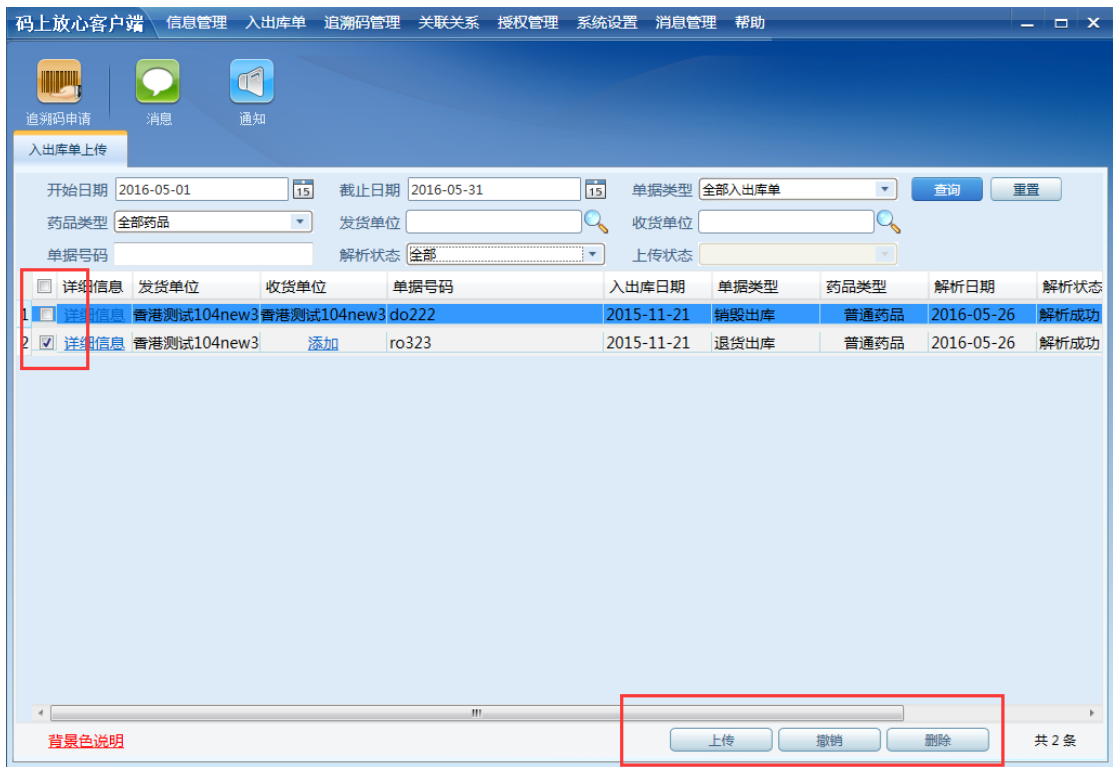 码上放心客户端 信息管理 入出库单 追溯码管理 关联关系 授权管理 系统设置 消息管理 帮助
追溯码申请 消息 通知
入出库单上传
开始日期 2016-05-01 15 截止日期 2016-05-31 15 单据类型 全部入出库单 查询 重置
药品类型 全部药品 发货单位 收货单位
单据号码 解析状态 全部 上传状态
详细信息 发货单位 收货单位 单据号码 入出库日期 单据类型 药品类型 解析日期 解析状态
1 详细信息 香港测试104new3 香港测试104new3 do222 2015-11-21 销毁出库 普通药品 2016-05-26 解析成功
2 详细信息 香港测试104new3 添加 ro323 2015-11-21 退货出库 普通药品 2016-05-26 解析成功
背景色说明 上传 撤销 删除 共 2 条